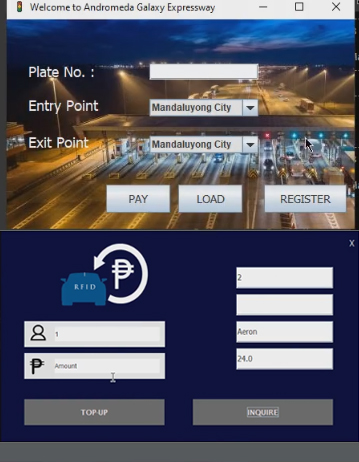 Welcome to Andromeda Galaxy Expressway
Plate No. :
Entry Point Mandaluyong City
Exit Point Mandaluyong City
PAY LOAD REGISTER
X
₱
RFID
2
1
Aeron
₱ Amount
24.0
TOP-UP INQUIRE